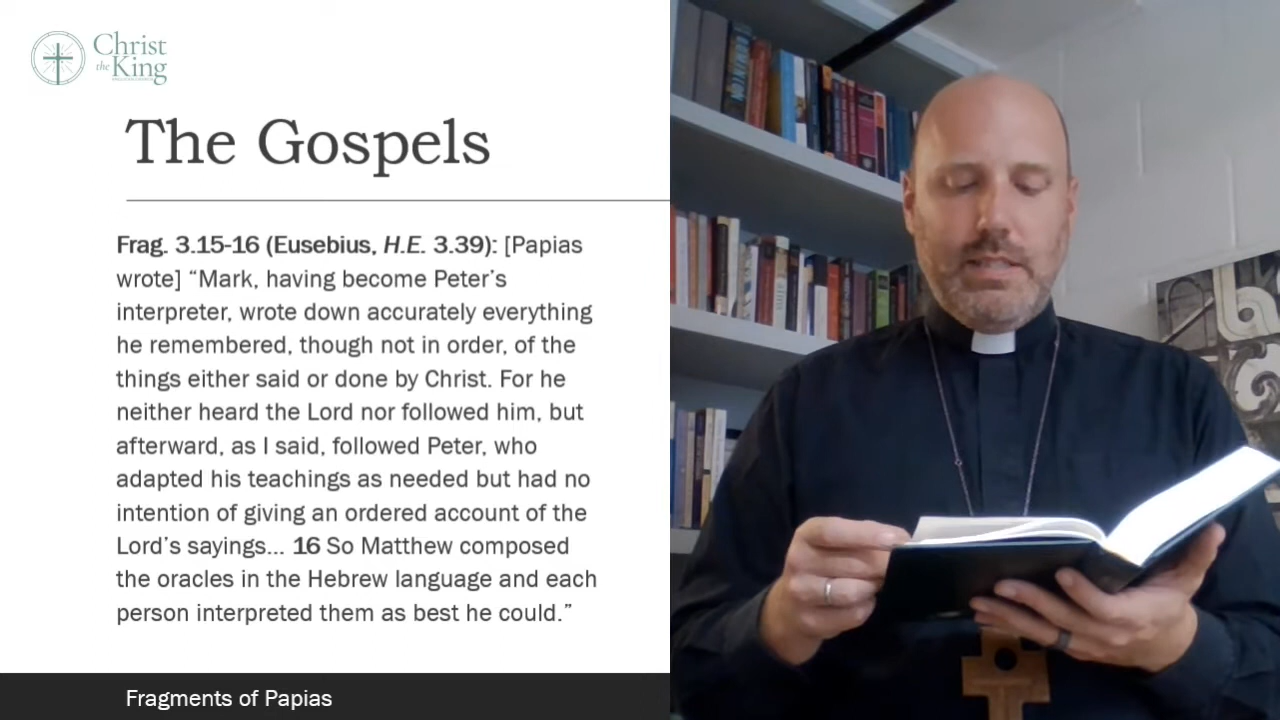 Christ
the King
The Gospels
Frag. 3.15-16 (Eusebius, H.E. 3.39): [Papias
wrote] “Mark, having become Peter’s
interpreter, wrote down accurately everything
he remembered, though not in order, of the
things either said or done by Christ. For he
neither heard the Lord nor followed him, but
afterward, as I said, followed Peter, who
adapted his teachings as needed but had no
intention of giving an ordered account of the
Lord’s sayings... 16 So Matthew composed
the oracles in the Hebrew language and each
person interpreted them as best he could.”
Fragments of Papias